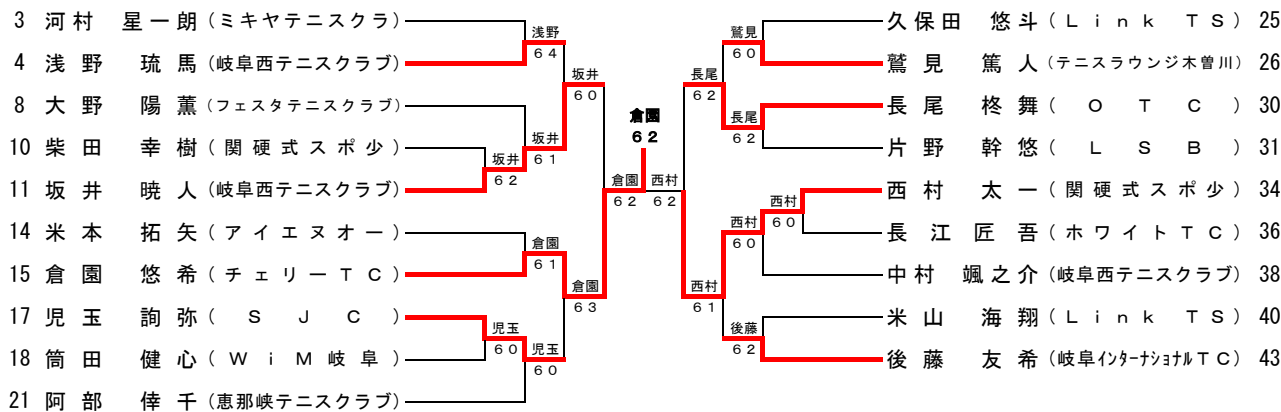 3 河村 星一朗(ミキヤテニスクラ)
4 浅野 琉馬(岐阜西テニスクラブ)
8 大野 陽薫(フェスタテニスクラブ)
10 柴田 幸樹(関硬式スポ少)
11 坂井 暁人(岐阜西テニスクラブ)
14 米本 拓矢(アイエヌオー)
15 倉園 悠希(チェリーTC)
17 児玉 詢弥(SJC)
18 筒田 健心(WiM岐阜)
21 阿部 倖千(恵那峡テニスクラブ)
浅野
64
坂井
62
坂井
61
坂井
60
倉園
61
児玉
60
児玉
60
倉園
63
倉園
62
倉園
62
西村
62
長尾
62
鷲見
60
長尾
62
西村
60
西村
60
西村
61
後藤
62
久保田 悠斗(Link TS) 25
鷲見 篤人(テニスラウンジ木曽川) 26
長尾 柊舞(OTC) 30
片野 幹悠(LSB) 31
西村 太一(関硬式スポ少) 34
長江 匠吾(ホワイトTC) 36
中村 颯之介(岐阜西テニスクラブ) 38
米山 海翔(Link TS) 40
後藤 友希(岐阜インターナショナルTC) 43